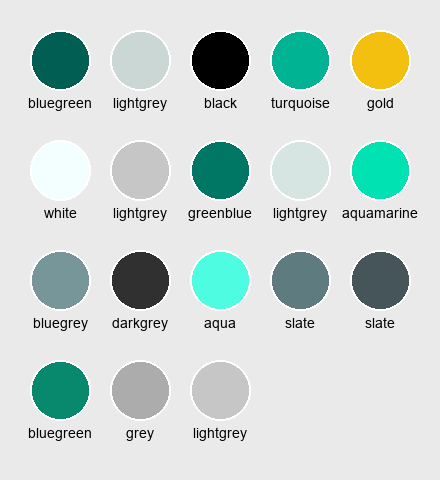 bluegreen lightgrey black turquoise gold
white lightgrey greenblue lightgrey aquamarine
bluegrey darkgrey aqua slate slate
bluegreen grey lightgrey